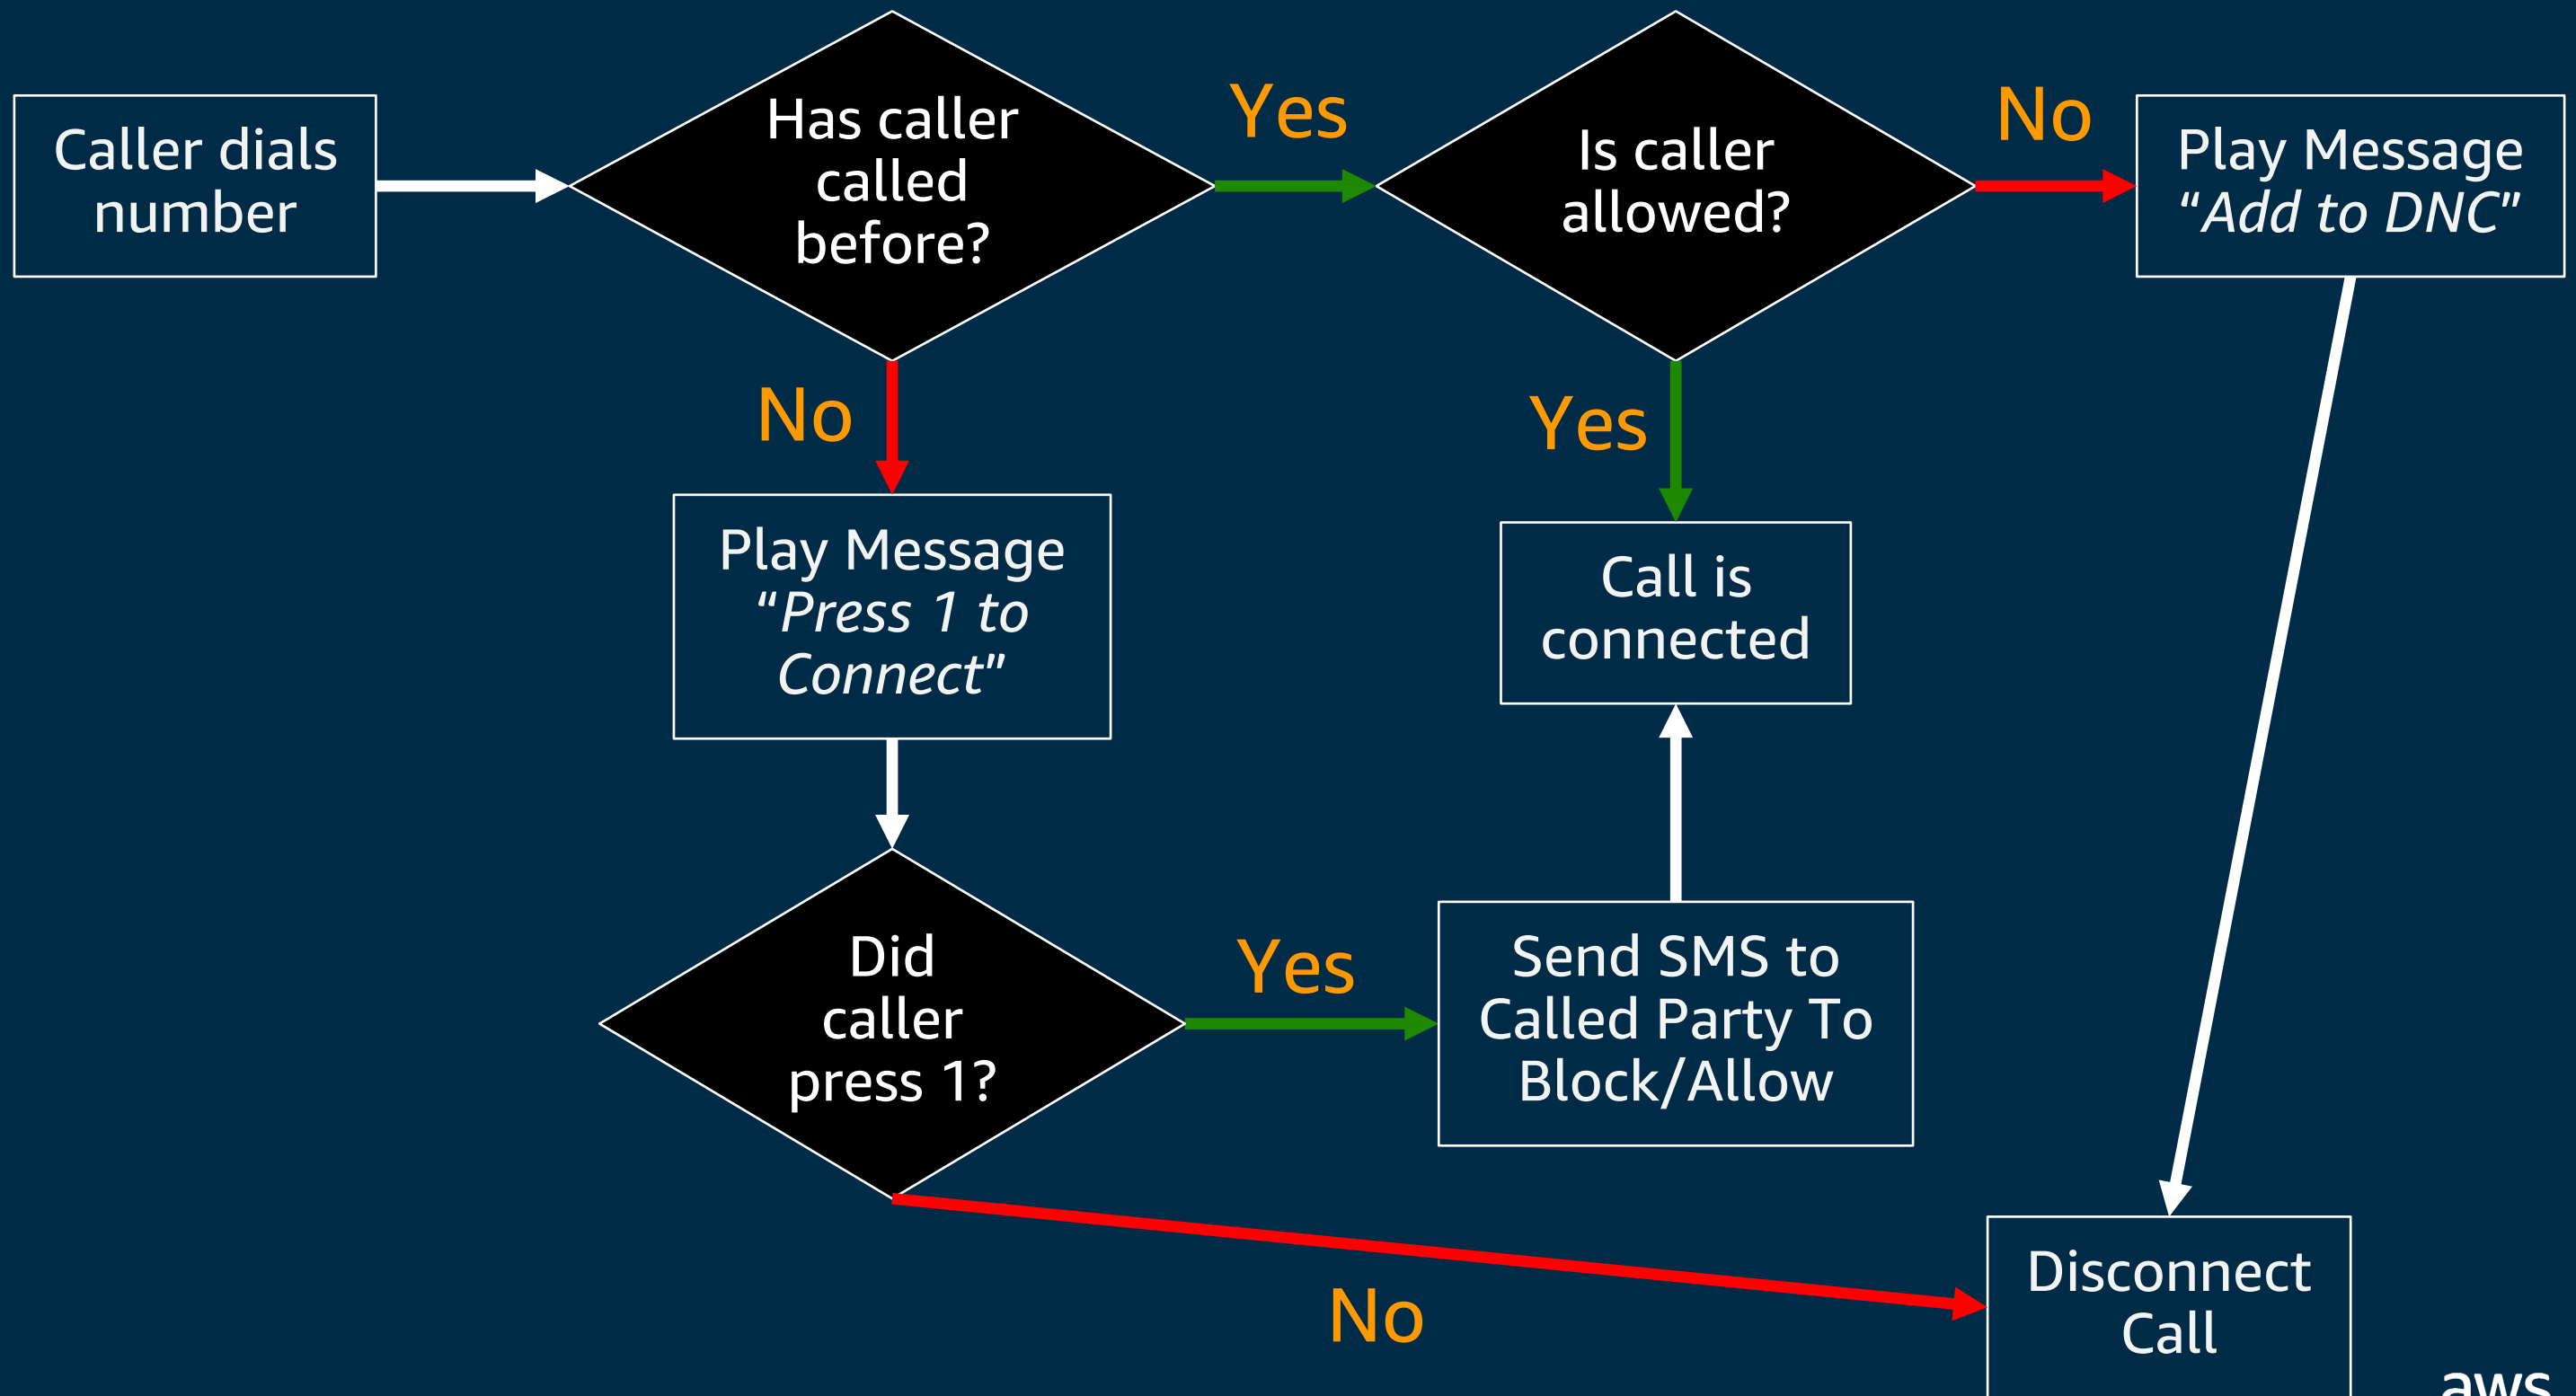 Caller dials
number
Has caller
called
before?
Yes
Is caller
allowed?
No
Play Message
“Add to DNC”
No
Yes
Play Message
“Press 1 to
Connect”
Call is
connected
Did
caller
press 1?
Yes
Send SMS to
Called Party To
Block/Allow
No
Disconnect
Call
aws